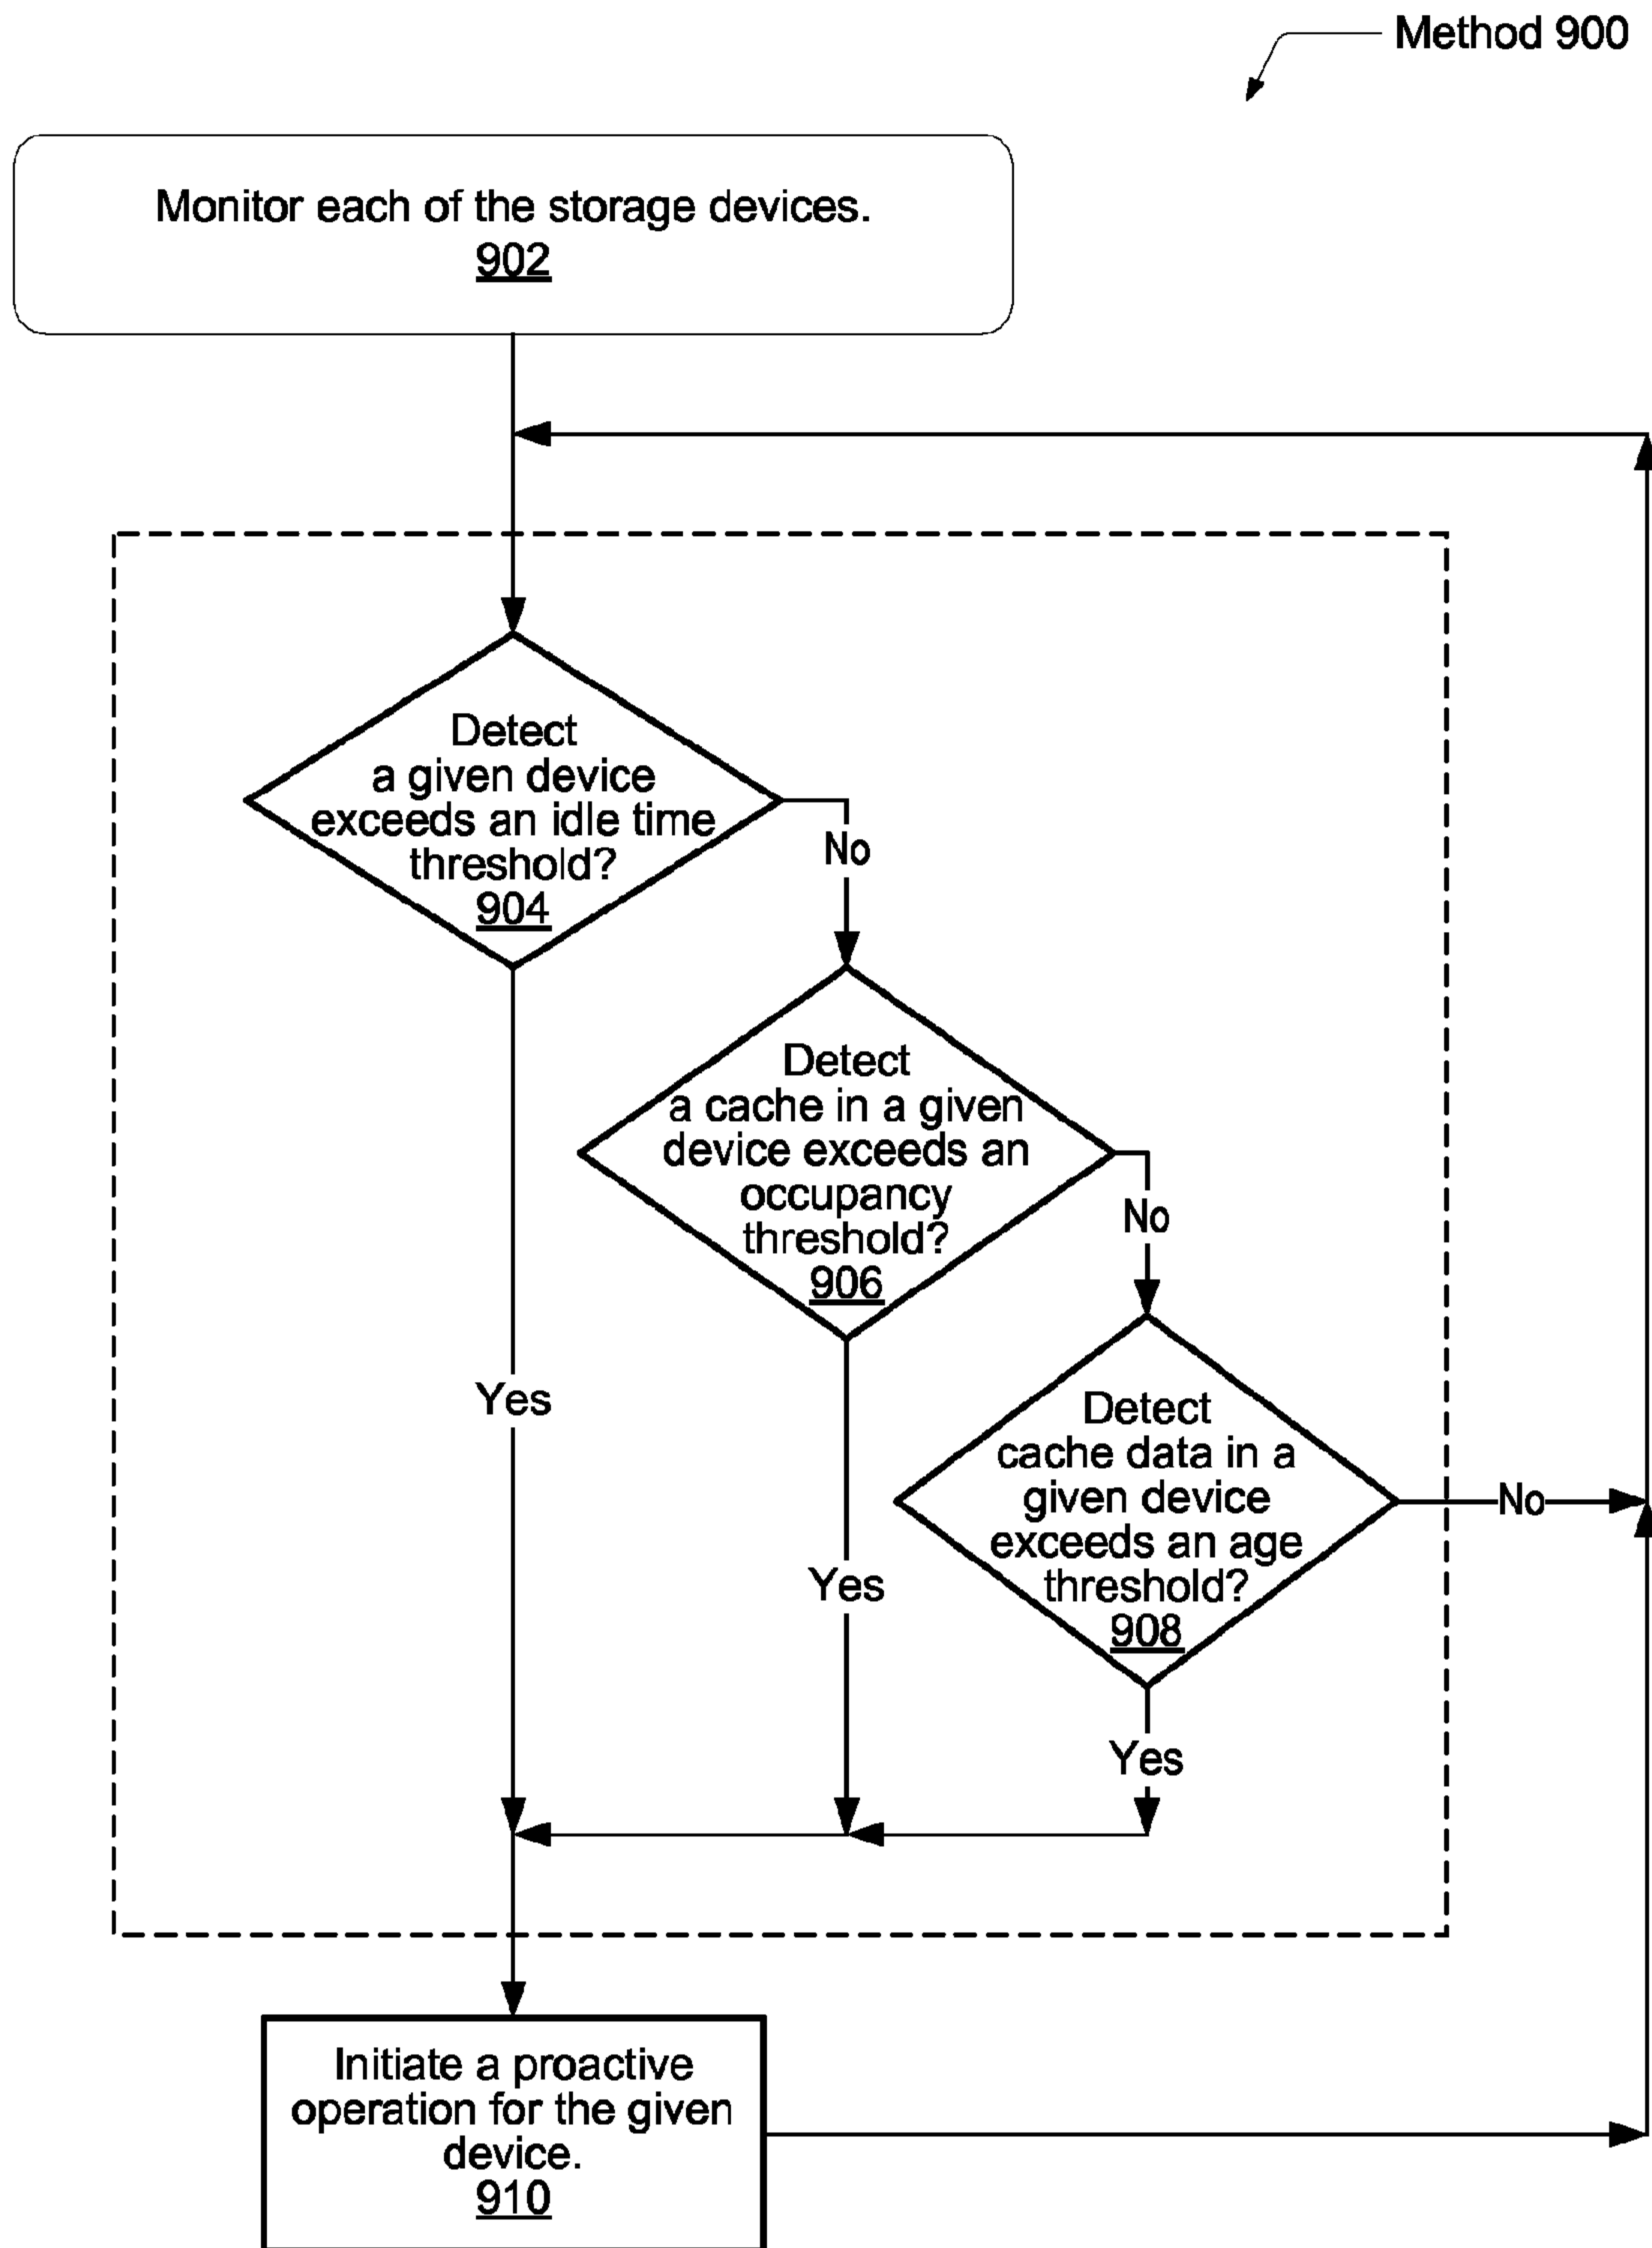 Method 900
Monitor each of the storage devices.
902
Detect
a given device
exceeds an idle time
threshold?
904
No
Detect
a cache in a given
device exceeds an
occupancy
threshold?
906
No
Yes
Detect
cache data in a
given device
exceeds an age
threshold?
908
No
Yes
Yes
Initiate a proactive
operation for the given
device.
910